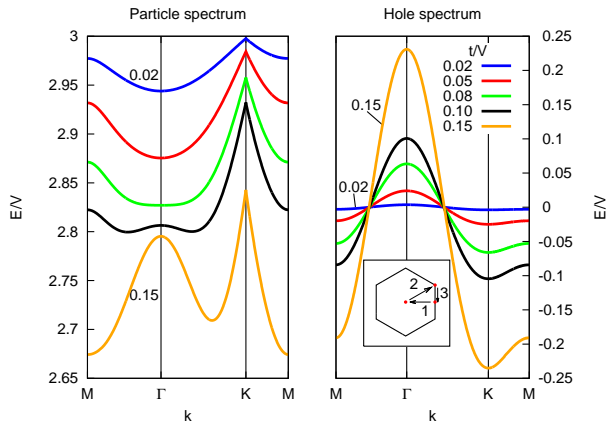 Particle spectrum
Hole spectrum
3
2.95
2.9
2.85
2.8
2.75
2.7
2.65
E/V
0.02
0.15
M
Γ
K
M
k
t/V
0.02
0.05
0.08
0.10
0.15
0.15
0.02
2
3
1
M
Γ
K
M
k
0.25
0.2
0.15
0.1
0.05
0
-0.05
-0.1
-0.15
-0.2
-0.25
E/V